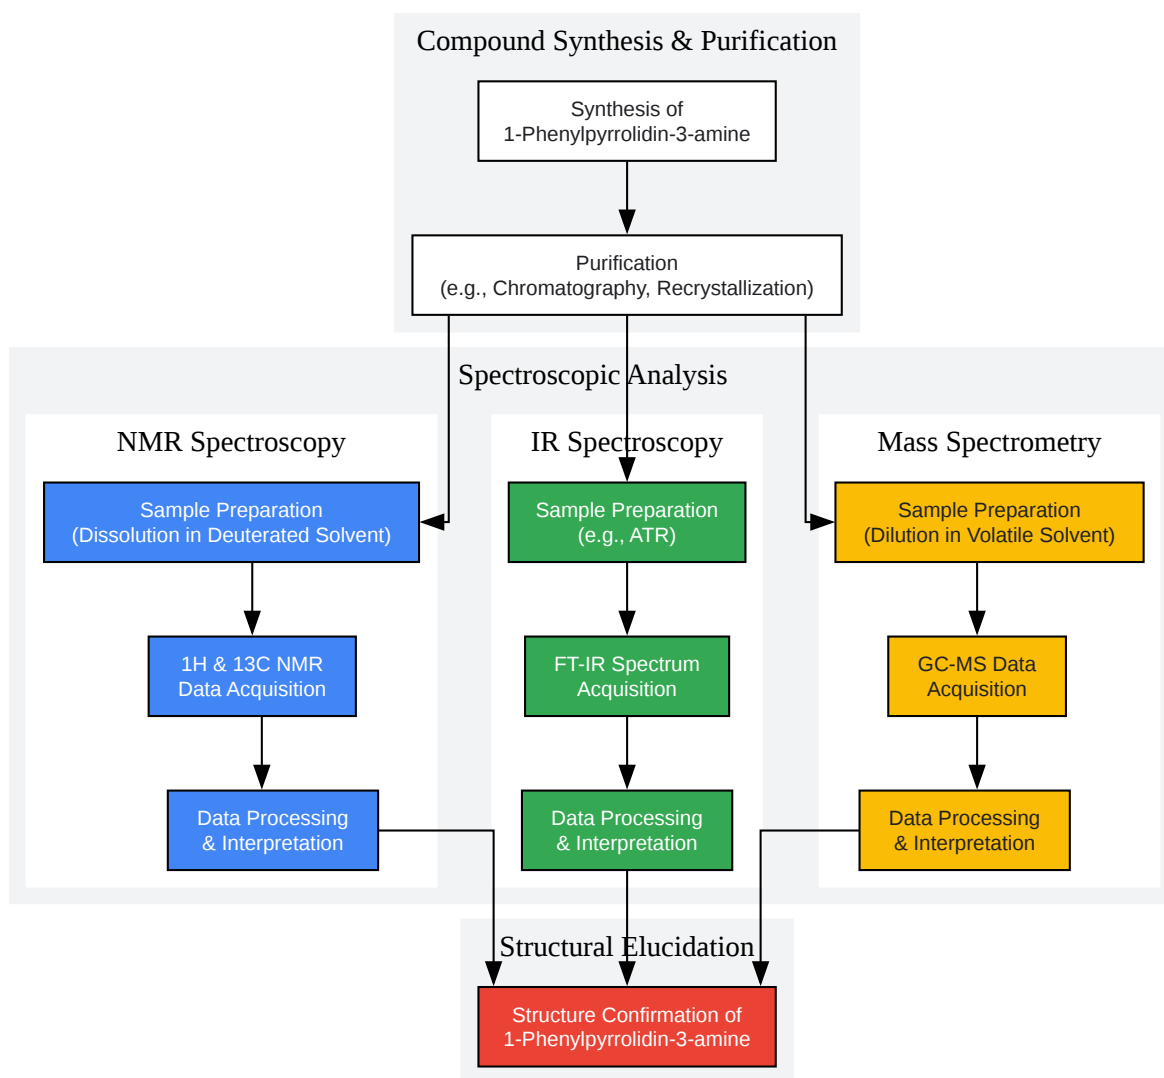 Compound Synthesis & Purification
Synthesis of
1-Phenylpyrrolidin-3-amine
Purification
(e.g., Chromatography, Recrystallization)
Spectroscopic Analysis
NMR Spectroscopy
Sample Preparation
(Dissolution in Deuterated Solvent)
1H & 13C NMR
Data Acquisition
Data Processing
& Interpretation
IR Spectroscopy
Sample Preparation
(e.g., ATR)
FT-IR Spectrum
Acquisition
Data Processing
& Interpretation
Mass Spectrometry
Sample Preparation
(Dilution in Volatile Solvent)
GC-MS Data
Acquisition
Data Processing
& Interpretation
Structural Elucidation
Structure Confirmation of
1-Phenylpyrrolidin-3-amine